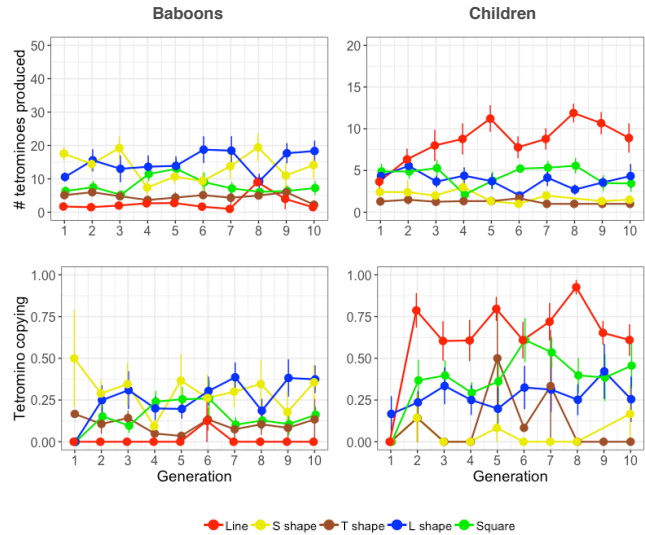 Baboons Children
# tetrominoes produced
50
40
30
20
10
0
1 2 3 4 5 6 7 8 9 10
20
15
10
5
0
1 2 3 4 5 6 7 8 9 10
Tetromino copying
1.00
0.75
0.50
0.25
0.00
1 2 3 4 5 6 7 8 9 10
Generation
1.00
0.75
0.50
0.25
0.00
1 2 3 4 5 6 7 8 9 10
Generation
Line S shape T shape L shape Square